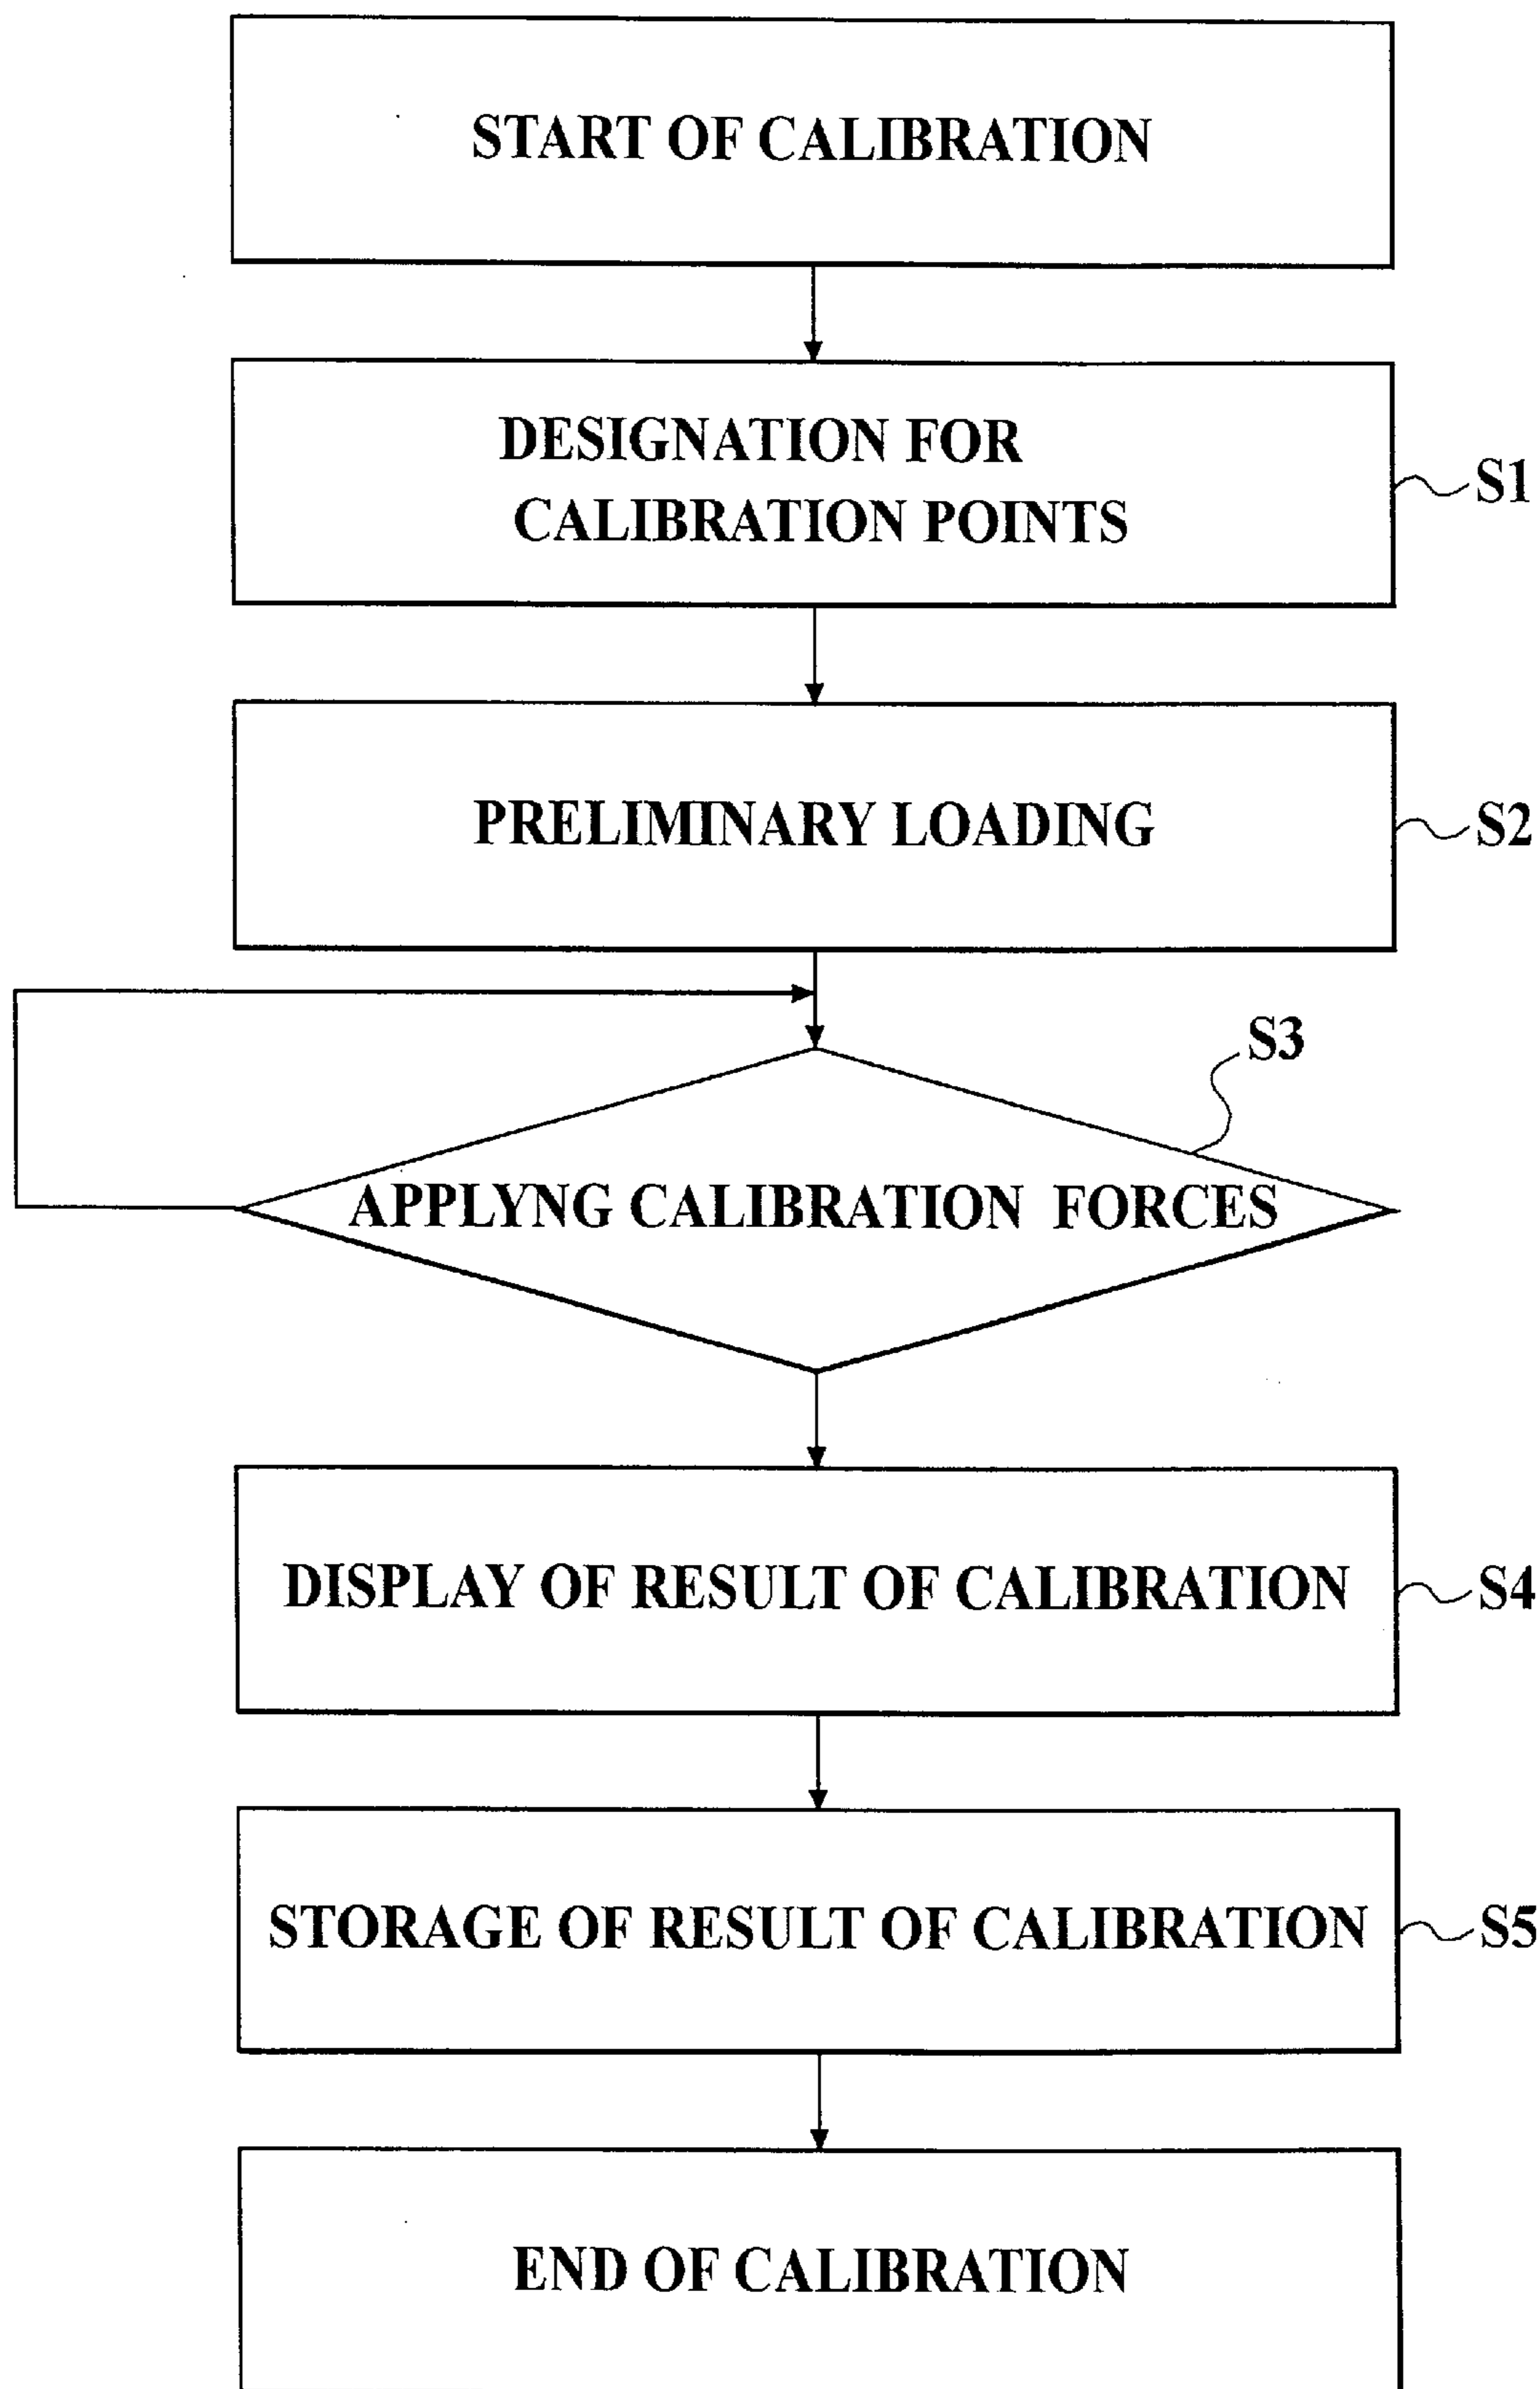 START OF CALIBRATION
DESIGNATION FOR
CALIBRATION POINTS
S1
PRELIMINARY LOADING
S2
S3
APPLYNG CALIBRATION FORCES
DISPLAY OF RESULT OF CALIBRATION
S4
STORAGE OF RESULT OF CALIBRATION
S5
END OF CALIBRATION